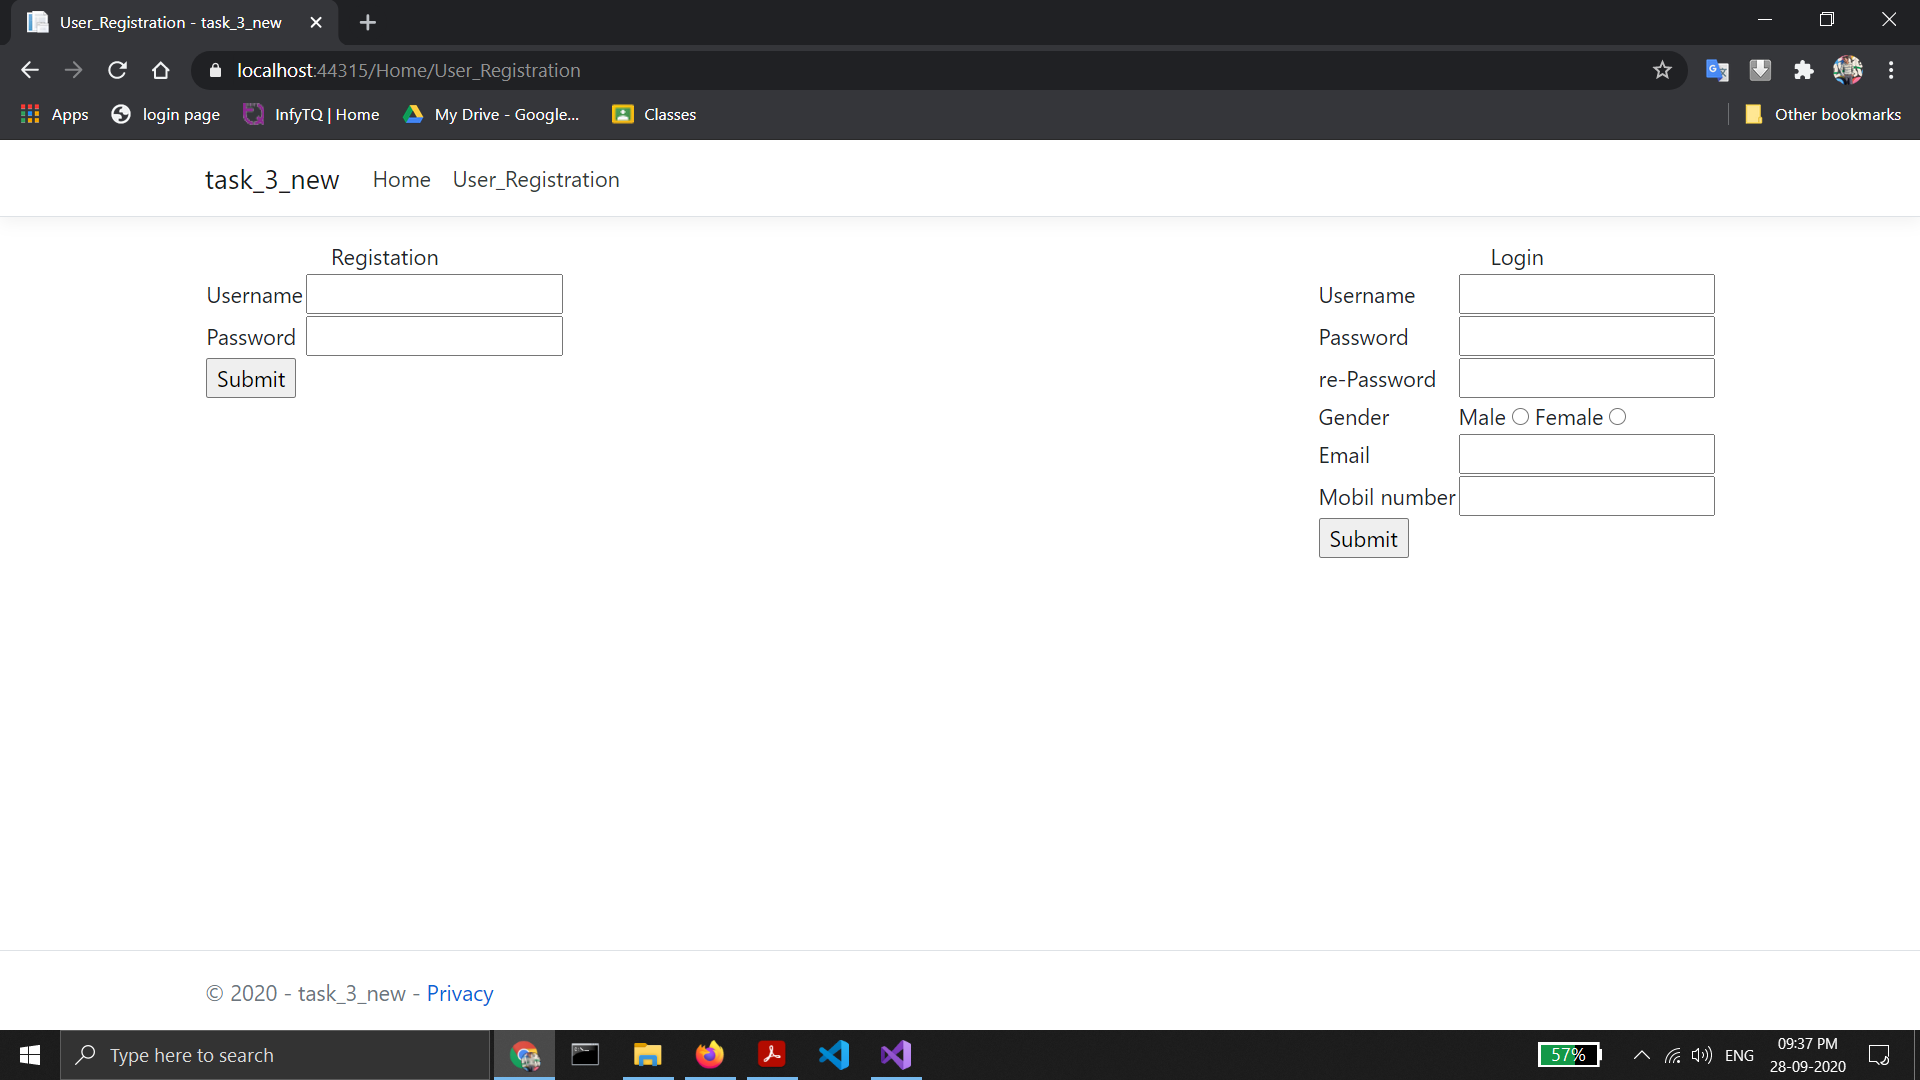 User_Registration - task_3_new
localhost:44315/Home/User_Registration
Apps login page InfyTQ | Home My Drive - Google... Classes Other bookmarks
task_3_new Home User_Registration
Registation
Username
Password
Submit
Login
Username
Password
re-Password
Gender Male Female
Email
Mobil number
Submit
© 2020 - task_3_new - Privacy
Type here to search
57%
ENG
09:37 PM
28-09-2020